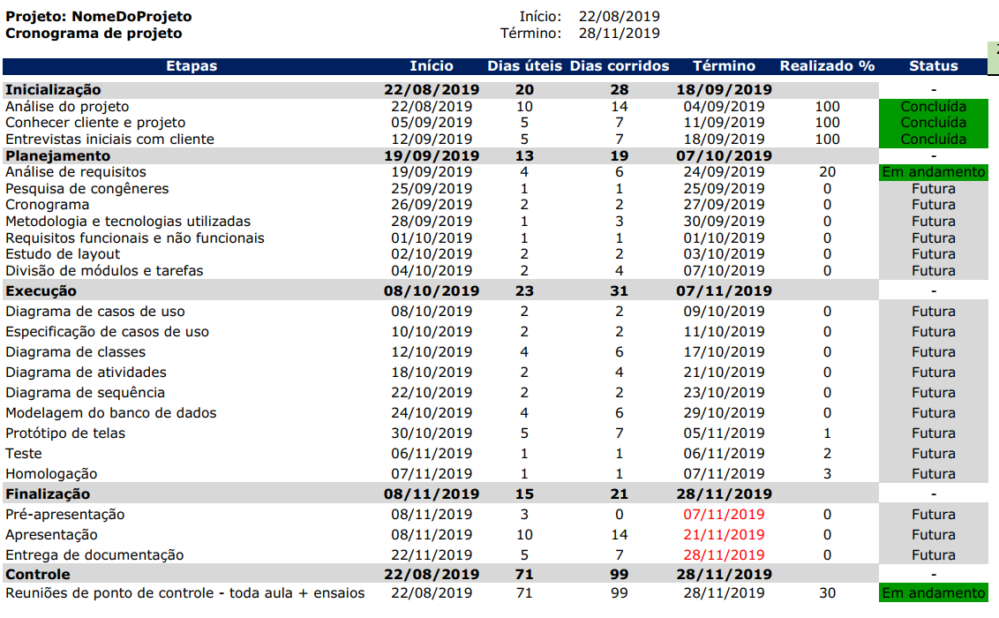 Projeto: NomeDoProjeto Início: 22/08/2019
Cronograma de projeto Término: 28/11/2019
Etapas Início Dias úteis Dias corridos Término Realizado % Status
Inicialização 22/08/2019 20 28 18/09/2019 -
Análise do projeto 22/08/2019 10 14 04/09/2019 100 Concluída
Conhecer cliente e projeto 05/09/2019 5 7 11/09/2019 100 Concluída
Entrevistas iniciais com cliente 12/09/2019 5 7 18/09/2019 100 Concluída
Planejamento 19/09/2019 13 19 07/10/2019 -
Análise de requisitos 19/09/2019 4 6 24/09/2019 20 Em andamento
Pesquisa de congêneres 25/09/2019 1 1 25/09/2019 0 Futura
Cronograma 26/09/2019 2 2 27/09/2019 0 Futura
Metodologia e tecnologias utilizadas 28/09/2019 1 3 30/09/2019 0 Futura
Requisitos funcionais e não funcionais 01/10/2019 1 1 01/10/2019 0 Futura
Estudo de layout 02/10/2019 2 2 03/10/2019 0 Futura
Divisão de módulos e tarefas 04/10/2019 2 4 07/10/2019 0 Futura
Execução 08/10/2019 23 31 07/11/2019 -
Diagrama de casos de uso 08/10/2019 2 2 09/10/2019 0 Futura
Especificação de casos de uso 10/10/2019 2 2 11/10/2019 0 Futura
Diagrama de classes 12/10/2019 4 6 17/10/2019 0 Futura
Diagrama de atividades 18/10/2019 2 4 21/10/2019 0 Futura
Diagrama de sequência 22/10/2019 2 2 23/10/2019 0 Futura
Modelagem do banco de dados 24/10/2019 4 6 29/10/2019 0 Futura
Protótipo de telas 30/10/2019 5 7 05/11/2019 1 Futura
Teste 06/11/2019 1 1 06/11/2019 2 Futura
Homologação 07/11/2019 1 1 07/11/2019 3 Futura
Finalização 08/11/2019 15 21 28/11/2019 -
Pré-apresentação 08/11/2019 3 0 07/11/2019 0 Futura
Apresentação 08/11/2019 10 14 21/11/2019 0 Futura
Entrega de documentação 22/11/2019 5 7 28/11/2019 0 Futura
Controle 22/08/2019 71 99 28/11/2019 -
Reuniões de ponto de controle - toda aula + ensaios 22/08/2019 71 99 28/11/2019 30 Em andamento